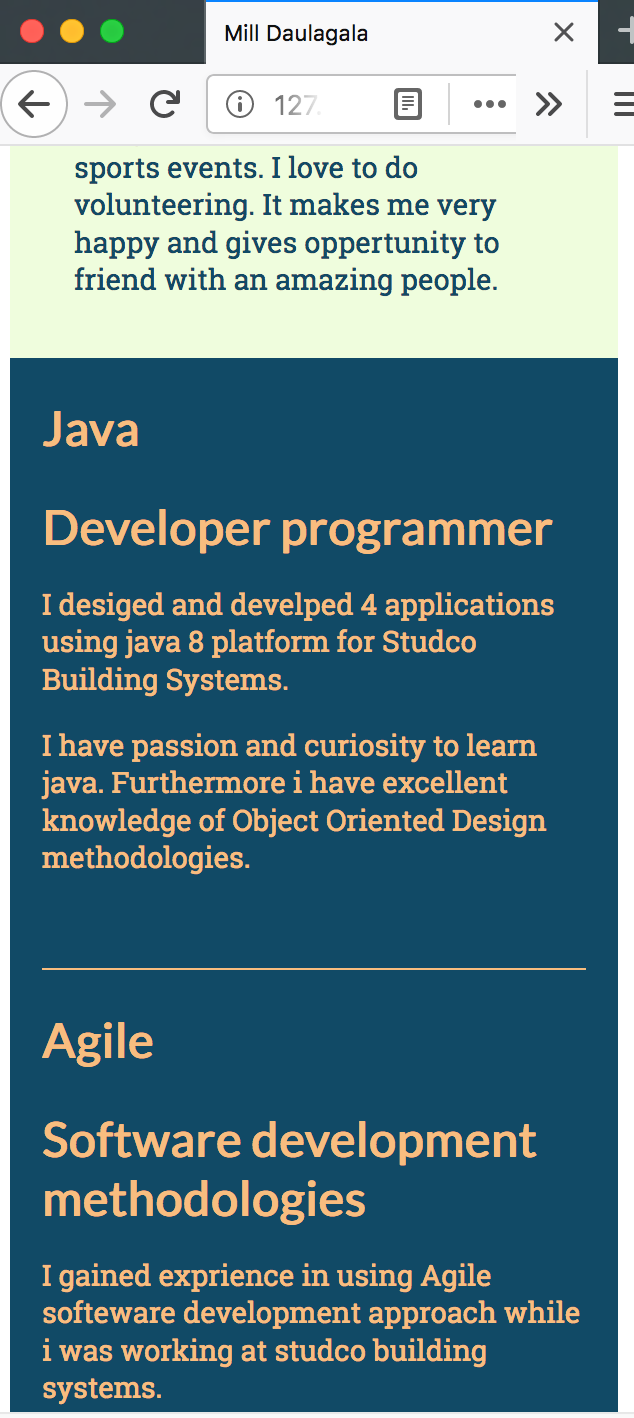 Mill Daulagala
127.
sports events. I love to do
volunteering. It makes me very
happy and gives oppertunity to
friend with an amazing people.
Java
Developer programmer
I desiged and develped 4 applications
using java 8 platform for Studco
Building Systems.
I have passion and curiosity to learn
java. Furthermore i have excellent
knowledge of Object Oriented Design
methodologies.
Agile
Software development
methodologies
I gained exprience in using Agile
softeware development approach while
i was working at studco building
systems.